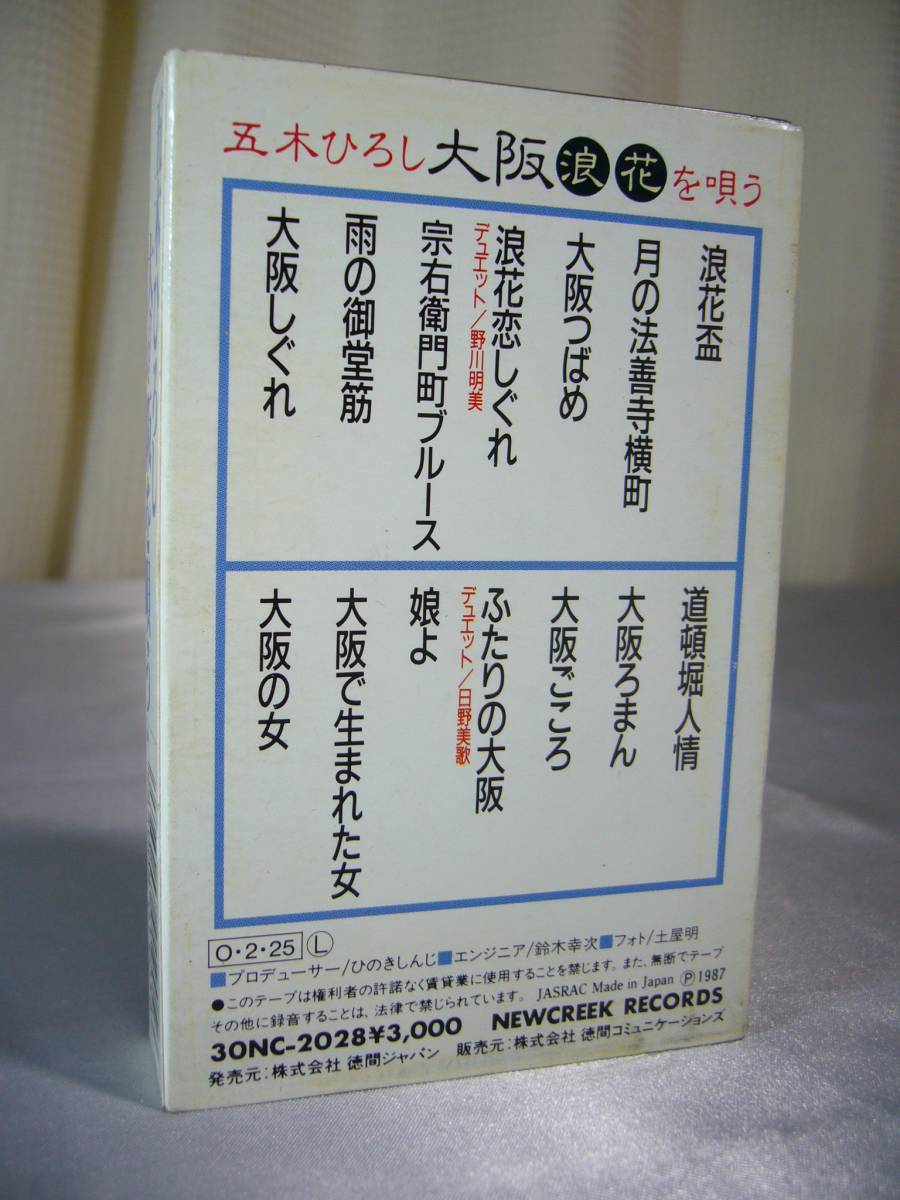 五木ひろし大阪浪花を唄う
浪花盃
月の法善寺横町
大阪つばめ
浪花恋しぐれ
デュエット/野川明美
宗右衛門町ブルース
雨の御堂筋
大阪しぐれ
道頓堀人情
大阪ろまん
大阪ごころ
ふたりの大阪
デュエット/日野美歌
娘よ
大阪で生まれた女
大阪の女
O・2・25 Ⓛ
■プロデューサー/ひのきしんじ■エンジニア/鈴木幸次■フォト/土屋明
●このテープは権利者の許諾なく賃貸業に使用することを禁じます。また、無断でテープ
その他に録音することは、法律で禁じられています。 JASRAC Made in Japan Ⓟ1987
30NC-2028¥3,000 NEWCREEK RECORDS
発売元:株式会社 徳間ジャパン 販売元:株式会社 徳間コミュニケーションズ